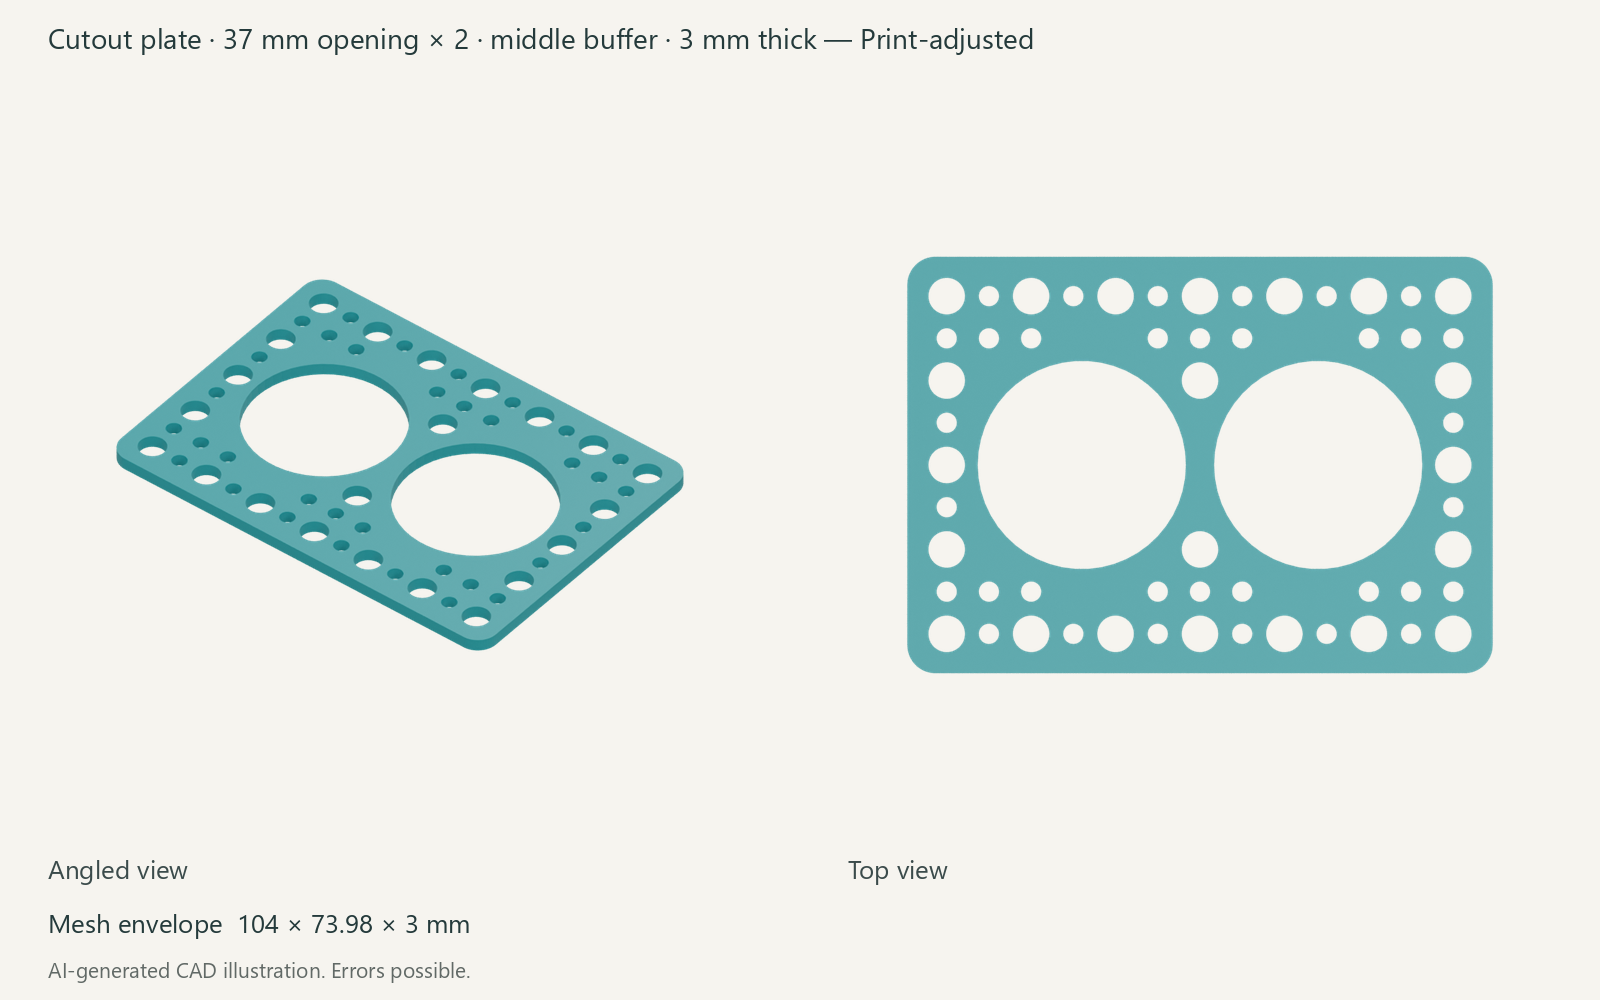 Cutout plate · 37 mm opening × 2 · middle buffer · 3 mm thick — Print-adjusted
Angled view
Top view
Mesh envelope 104 × 73.98 × 3 mm
AI-generated CAD illustration. Errors possible.